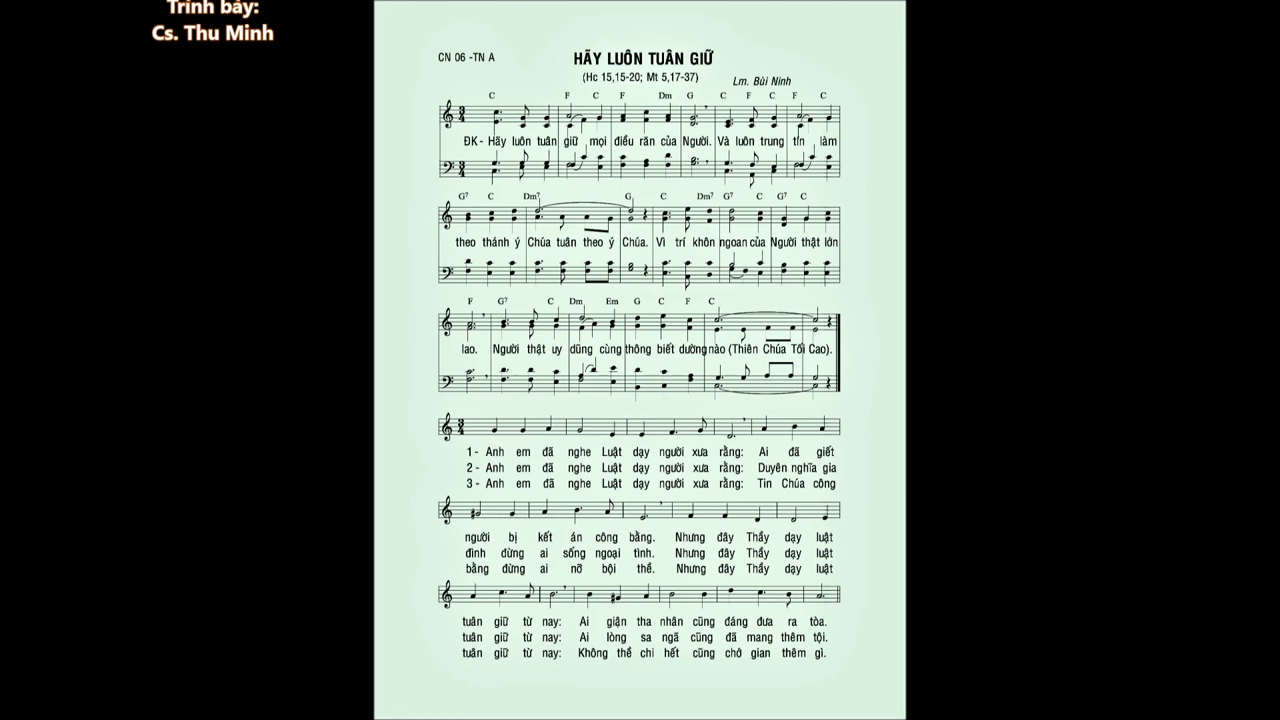 Trình bày:
Cs. Thu Minh
CN 06 -TN A
HÃY LUÔN TUÂN GIỮ
(Hc 15,15-20; Mt 5,17-37)
Lm. Bùi Ninh
C F C F Dm G C F C F C
ĐK- Hãy luôn tuân giữ mọi điều răn của Người. Và luôn trung tín làm
G7 C Dm7 G C Dm7 G7 C G7 C
theo thánh ý Chúa tuân theo ý Chúa. Vì trí khôn ngoan của Người thật lớn
F G7 C Dm Em G C F C
lao. Người thật uy dũng cùng thông biết dường nào (Thiên Chúa Tối Cao).
1- Anh em đã nghe Luật dạy người xưa rằng: Ai đã giết
2- Anh em đã nghe Luật dạy người xưa rằng: Duyên nghĩa gia
3- Anh em đã nghe Luật dạy người xưa rằng: Tin Chúa công
người bị kết án công bằng. Nhưng đây Thầy dạy luật
đình đừng ai sống ngoại tình. Nhưng đây Thầy dạy luật
bằng đừng ai nỡ bội thề. Nhưng đây Thầy dạy luật
tuân giữ từ nay: Ai giận tha nhân cũng đáng đưa ra tòa.
tuân giữ từ nay: Ai lòng sa ngã cũng đã mang thêm tội.
tuân giữ từ nay: Không thề chi hết cũng chớ gian thêm gì.